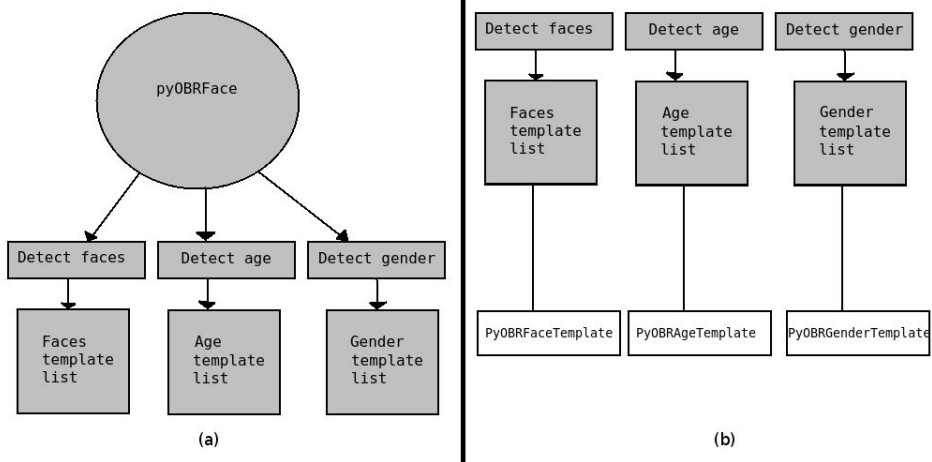 pyOBRFace
Detect faces
Detect age
Detect gender
Faces
template
list
Age
template
list
Gender
template
list
(a)
Detect faces
Detect age
Detect gender
Faces
template
list
Age
template
list
Gender
template
list
PyOBRFaceTemplate
PyOBRAgeTemplate
PyOBRGenderTemplate
(b)